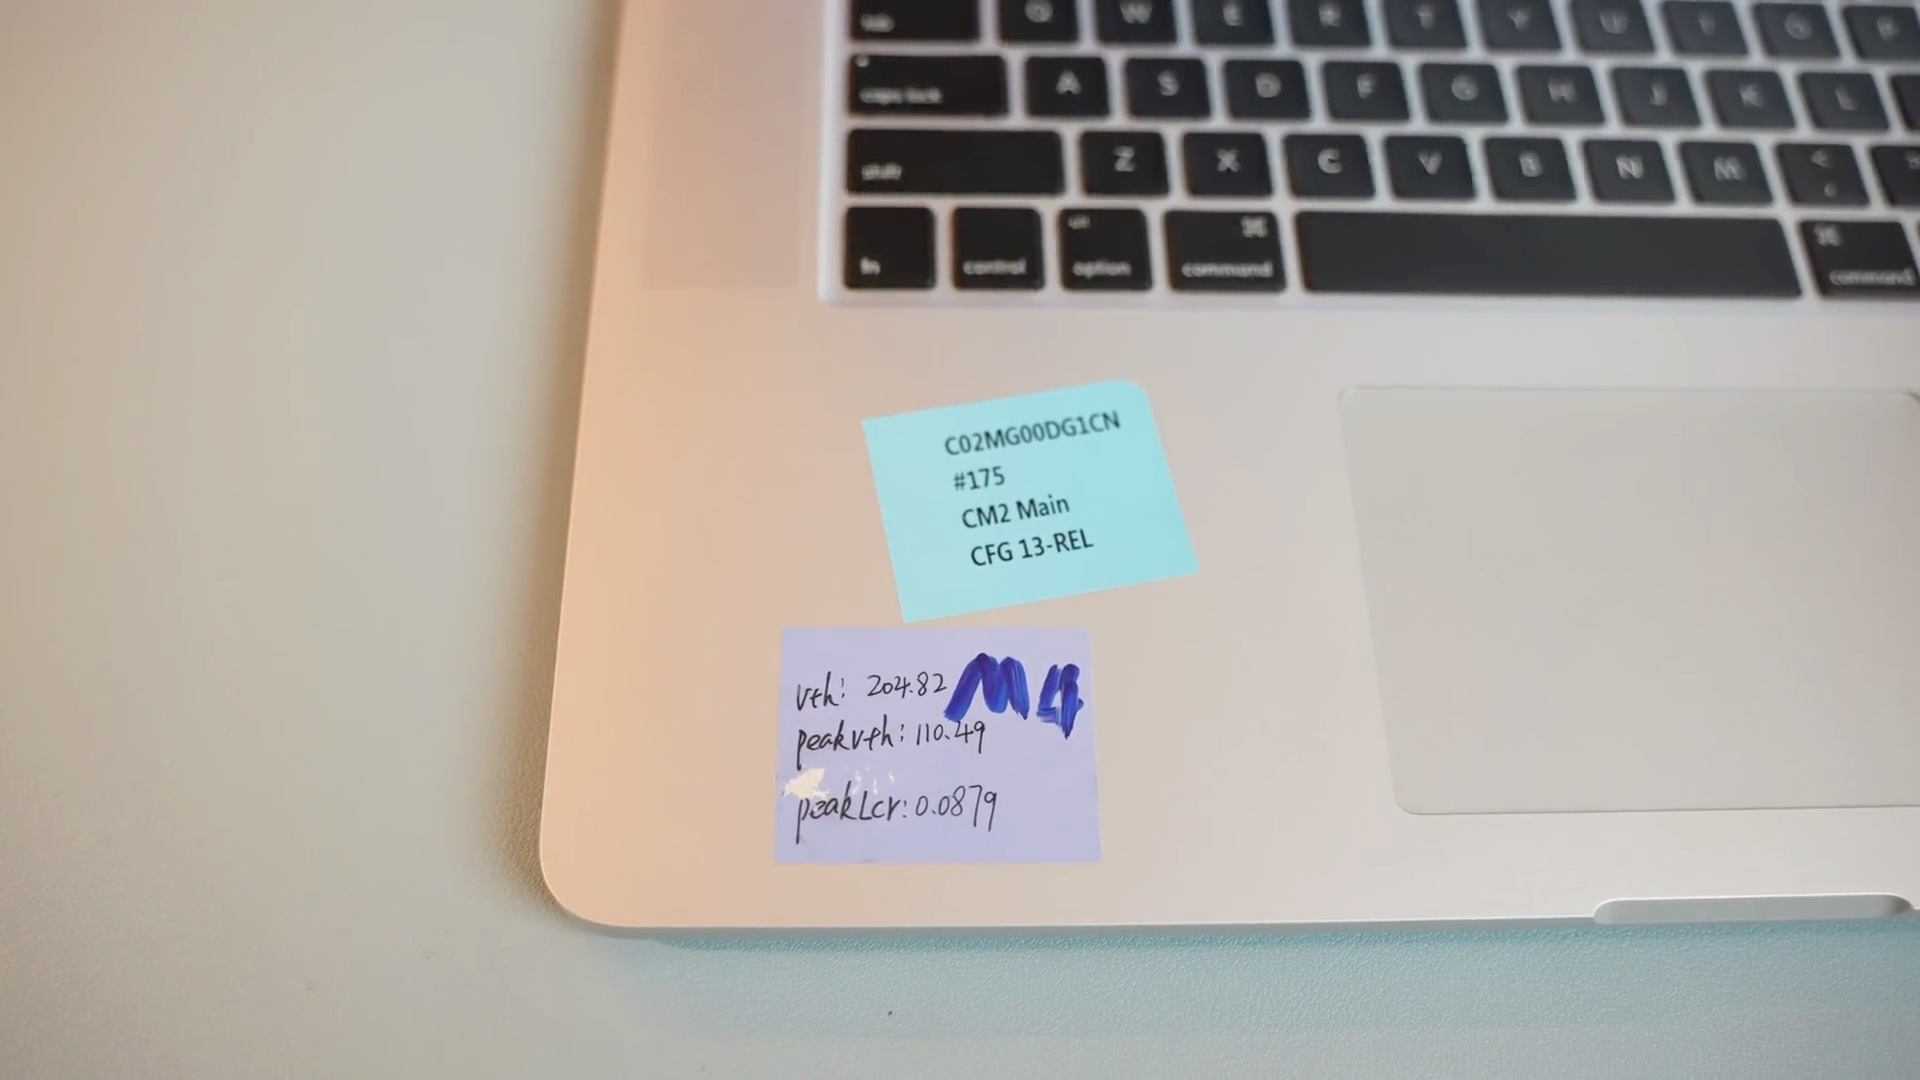 tab Q W E R T Y U I O P
caps lock A S D F G H J K L
shift Z X C V B N M < ,
fn control alt option ⌘ command ⌘ command
C02MG00DG1CN
#175
CM2 Main
CFG 13-REL
Vth: 204.82 M4
peakvth: 110.49
peakLcr: 0.0879